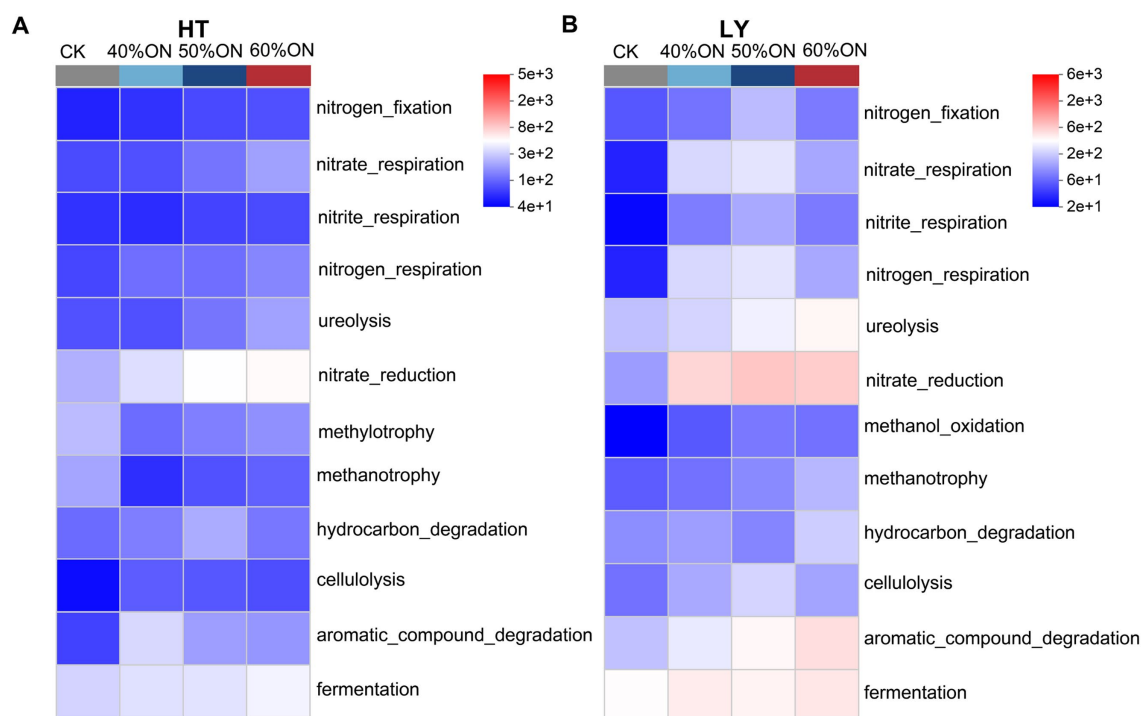 A
HT
CK 40%ON 50%ON 60%ON
nitrogen_fixation
nitrate_respiration
nitrite_respiration
nitrogen_respiration
ureolysis
nitrate_reduction
methylotrophy
methanotrophy
hydrocarbon_degradation
cellulolysis
aromatic_compound_degradation
fermentation
5e+3
2e+3
8e+2
3e+2
1e+2
4e+1
B
LY
CK 40%ON 50%ON 60%ON
nitrogen_fixation
nitrate_respiration
nitrite_respiration
nitrogen_respiration
ureolysis
nitrate_reduction
methanol_oxidation
methanotrophy
hydrocarbon_degradation
cellulolysis
aromatic_compound_degradation
fermentation
6e+3
2e+3
6e+2
2e+2
6e+1
2e+1